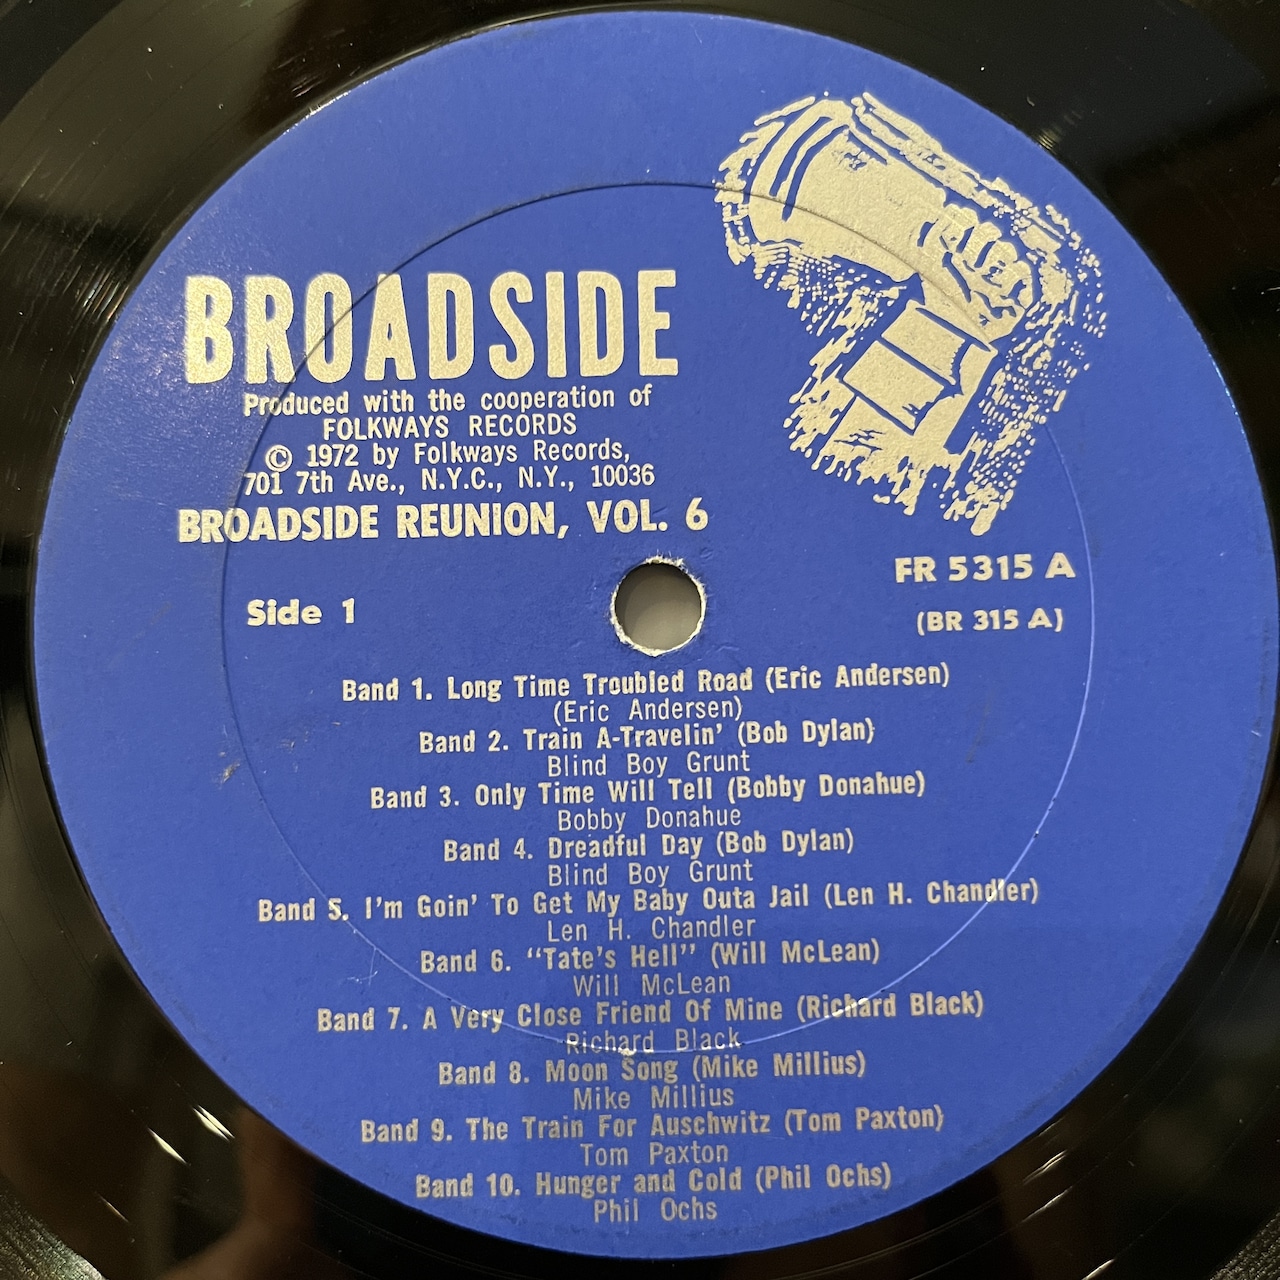 BROADSIDE
Produced with the cooperation of
FOLKWAYS RECORDS
© 1972 by Folkways Records,
701 7th Ave., N.Y.C., N.Y., 10036
BROADSIDE REUNION, VOL. 6
FR 5315 A
Side 1
(BR 315 A)
Band 1. Long Time Troubled Road (Eric Andersen)
(Eric Andersen)
Band 2. Train A-Travelin' (Bob Dylan)
Blind Boy Grunt
Band 3. Only Time Will Tell (Bobby Donahue)
Bobby Donahue
Band 4. Dreadful Day (Bob Dylan)
Blind Boy Grunt
Band 5. I'm Goin' To Get My Baby Outa Jail (Len H. Chandler)
Len H. Chandler
Band 6. "Tate's Hell" (Will McLean)
Will McLean
Band 7. A Very Close Friend Of Mine (Richard Black)
Richard Black
Band 8. Moon Song (Mike Millius)
Mike Millius
Band 9. The Train For Auschwitz (Tom Paxton)
Tom Paxton
Band 10. Hunger and Cold (Phil Ochs)
Phil Ochs